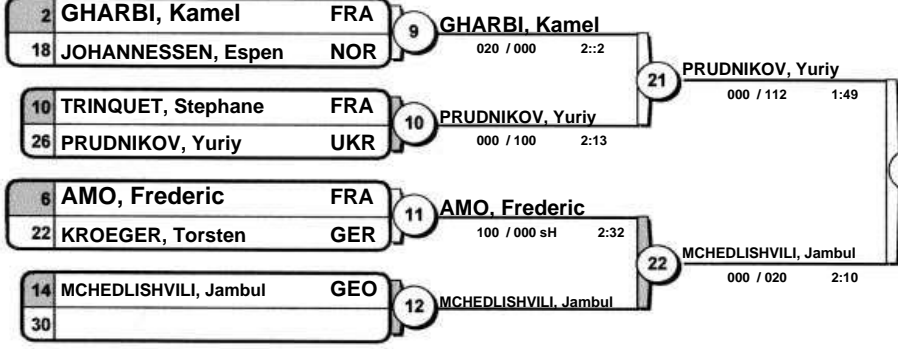 2 GHARBI, Kamel FRA
18 JOHANNESSEN, Espen NOR
9
GHARBI, Kamel
020 / 000 2::2
10 TRINQUET, Stephane FRA
26 PRUDNIKOV, Yuriy UKR
10
PRUDNIKOV, Yuriy
000 / 100 2:13
21
PRUDNIKOV, Yuriy
000 / 112 1:49
6 AMO, Frederic FRA
22 KROEGER, Torsten GER
11
AMO, Frederic
100 / 000 sH 2:32
14 MCHEDLISHVILI, Jambul GEO
30
12
MCHEDLISHVILI, Jambul
22
MCHEDLISHVILI, Jambul
000 / 020 2:10